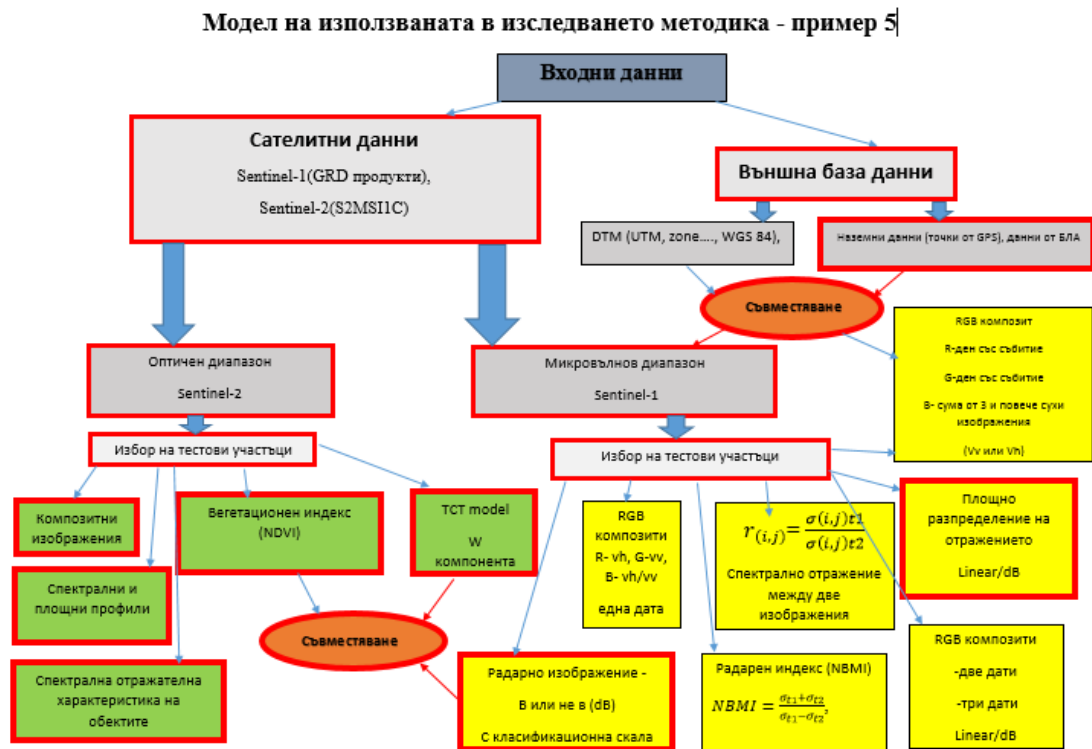 Модел на използваната в изследването методика - пример 5
Входни данни
Сателитни данни
Sentinel-1(GRD продукти),
Sentinel-2(S2MSI1C)
Външна база данни
DTM (UTM, zone...., WGS 84),
Наземни данни (точки от GPS), данни от БЛА
Съвместяване
Оптичен диапазон
Sentinel-2
Микровълнов диапазон
Sentinel-1
RGB композит
R-ден със събитие
G-ден със събитие
B- сума от 3 и повече сухи
изображения
(Vv или Vh)
Избор на тестови участъци
Избор на тестови участъци
Композитни
изображения
Вегетационен индекс
(NDVI)
TCT model
W
компонента
Спектрални и
площни профили
Спектрална отражателна
характеристика на
обектите
Съвместяване
RGB
композити
R- vh, G-vv,
B- vh/vv
една дата
r(i,j)= σ(i,j)t1 / σ(i,j)t2
Спектрално отражение
между две
изображения
Площно
разпределение на
отражението
Linear/dB
Радарно изображение -
В или не в (dB)
С класификационна скала
Радарен индекс (NBMI)
NBMI = σt1+σt2 / σt1−σt2,
RGB композити
-две дати
-три дати
Linear/dB